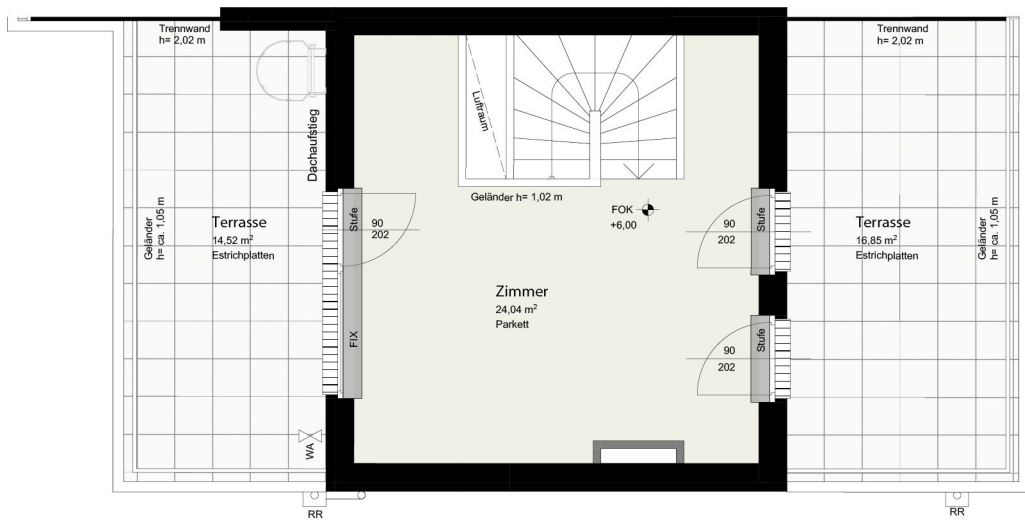 Trennwand
h= 2,02 m
Trennwand
h= 2,02 m
Dachaufstieg
Luftraum
Geländer h= 1,02 m
Geländer
h= ca. 1,05 m
Terrasse
14,52 m²
Estrichplatten
Stufe
90
202
FIX
FOK
+6,00
Zimmer
24,04 m²
Parkett
90
202
Stufe
90
202
Stufe
Terrasse
16,85 m²
Estrichplatten
Geländer
h= ca. 1,05 m
WA
RR
RR